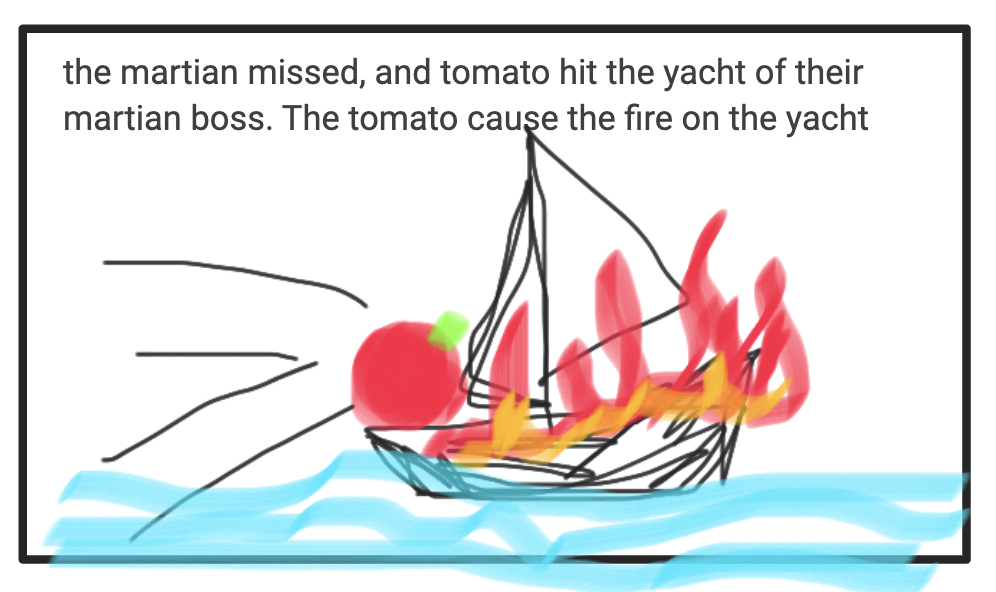 the martian missed, and tomato hit the yacht of their
martian boss. The tomato cause the fire on the yacht